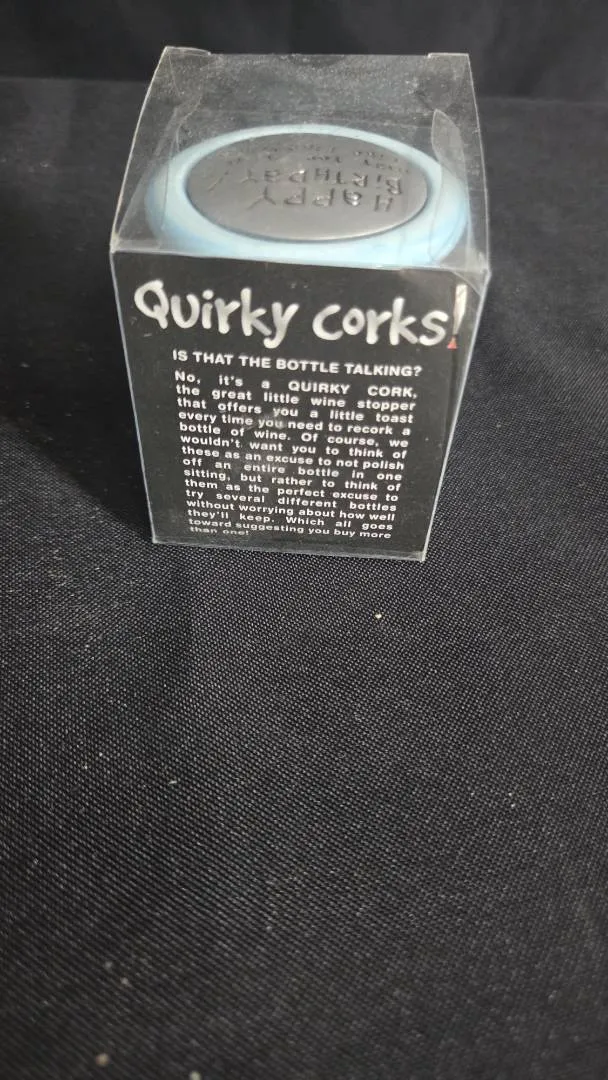 HAPPY
BIRTHDAY
Quirky corks!
IS THAT THE BOTTLE TALKING?
No, it's a QUIRKY CORK,
the great little wine stopper
that offers you a little toast
every time you need to recork a
bottle of wine. Of course, we
wouldn't want you to think of
these as an excuse to not polish
off an entire bottle in one
sitting, but rather to think of
them as the perfect excuse to
try several different bottles
without worrying about how well
they'll keep. Which all goes
toward suggesting you buy more
than one!